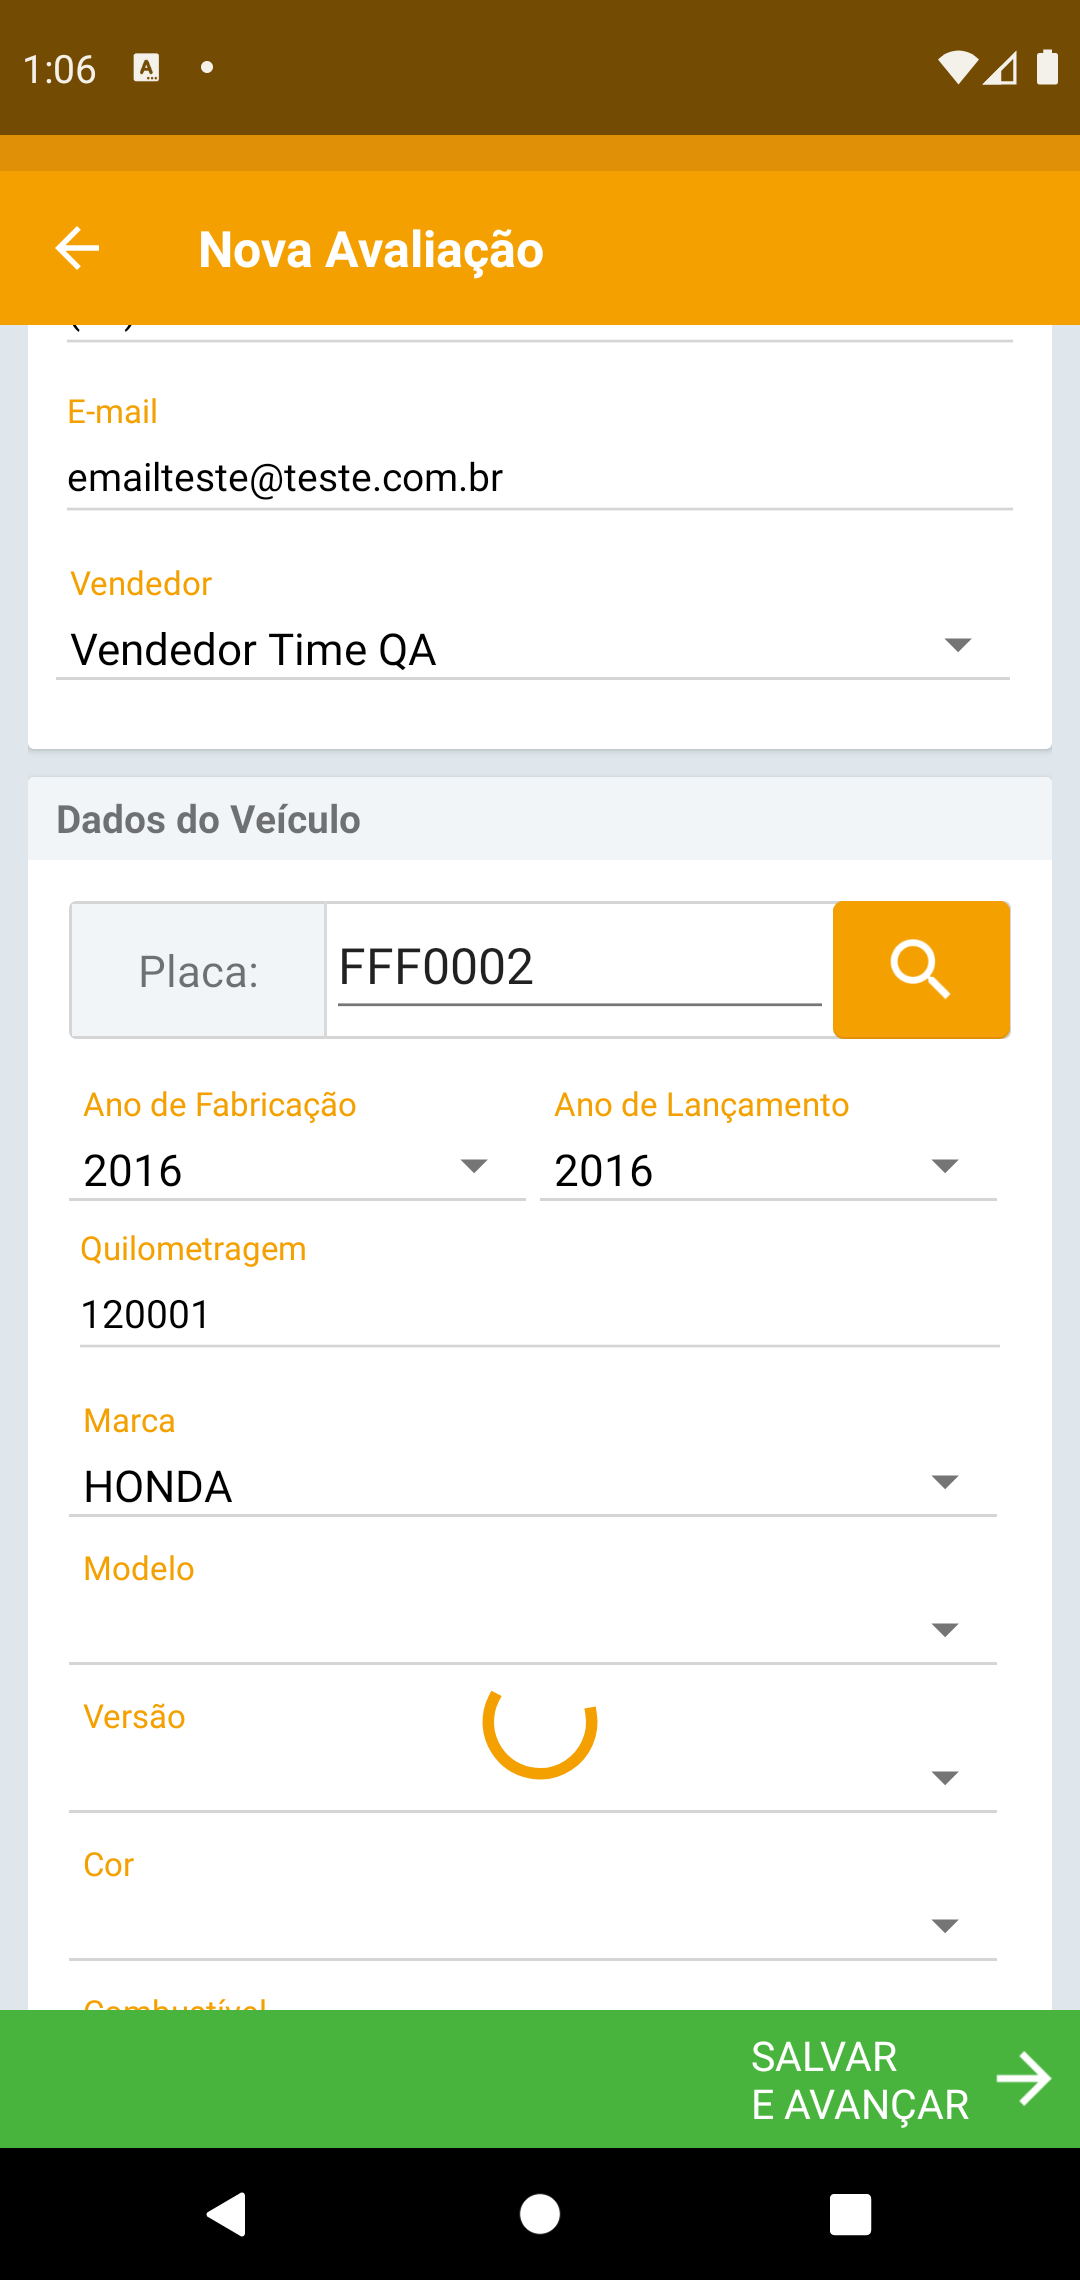 1:06
Nova Avaliação
E-mail
emailteste@teste.com.br
Vendedor
Vendedor Time QA
Dados do Veículo
Placa:
FFF0002
Ano de Fabricação
Ano de Lançamento
2016
2016
Quilometragem
120001
Marca
HONDA
Modelo
Versão
Cor
Combustível
SALVAR
E AVANÇAR